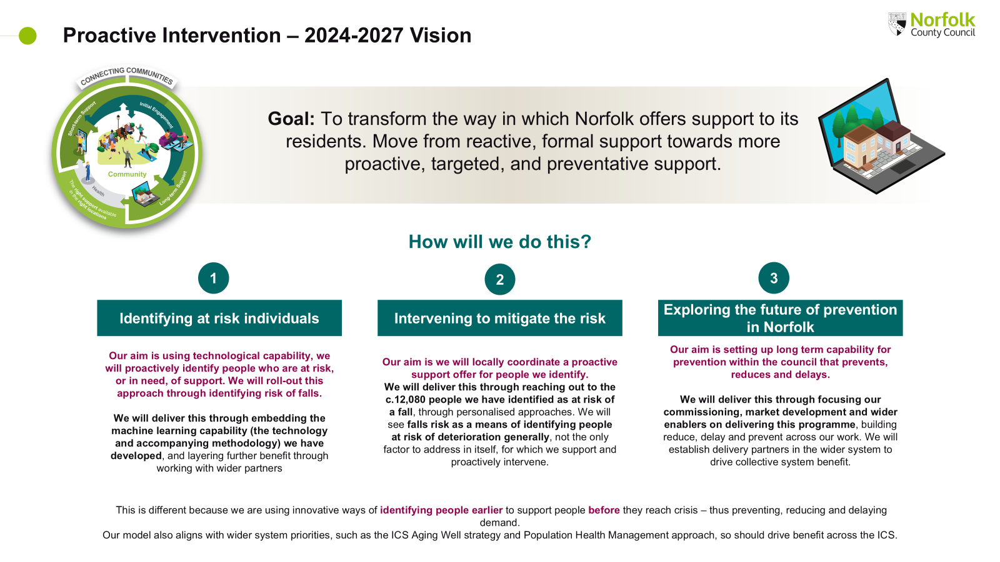 Proactive Intervention – 2024-2027 Vision
Norfolk
County Council
CONNECTING COMMUNITIES
Short-term Support
Initial Engagement
Community
Health
Long-term Support
The right support available
in the right locations
Goal: To transform the way in which Norfolk offers support to its
residents. Move from reactive, formal support towards more
proactive, targeted, and preventative support.
How will we do this?
1
Identifying at risk individuals
Our aim is using technological capability, we
will proactively identify people who are at risk,
or in need, of support. We will roll-out this
approach through identifying risk of falls.
We will deliver this through embedding the
machine learning capability (the technology
and accompanying methodology) we have
developed, and layering further benefit through
working with wider partners
2
Intervening to mitigate the risk
Our aim is we will locally coordinate a proactive
support offer for people we identify.
We will deliver this through reaching out to the
c.12,080 people we have identified as at risk of
a fall, through personalised approaches. We will
see falls risk as a means of identifying people
at risk of deterioration generally, not the only
factor to address in itself, for which we support and
proactively intervene.
3
Exploring the future of prevention
in Norfolk
Our aim is setting up long term capability for
prevention within the council that prevents,
reduces and delays.
We will deliver this through focusing our
commissioning, market development and wider
enablers on delivering this programme, building
reduce, delay and prevent across our work. We will
establish delivery partners in the wider system to
drive collective system benefit.
This is different because we are using innovative ways of identifying people earlier to support people before they reach crisis – thus preventing, reducing and delaying
demand.
Our model also aligns with wider system priorities, such as the ICS Aging Well strategy and Population Health Management approach, so should drive benefit across the ICS.